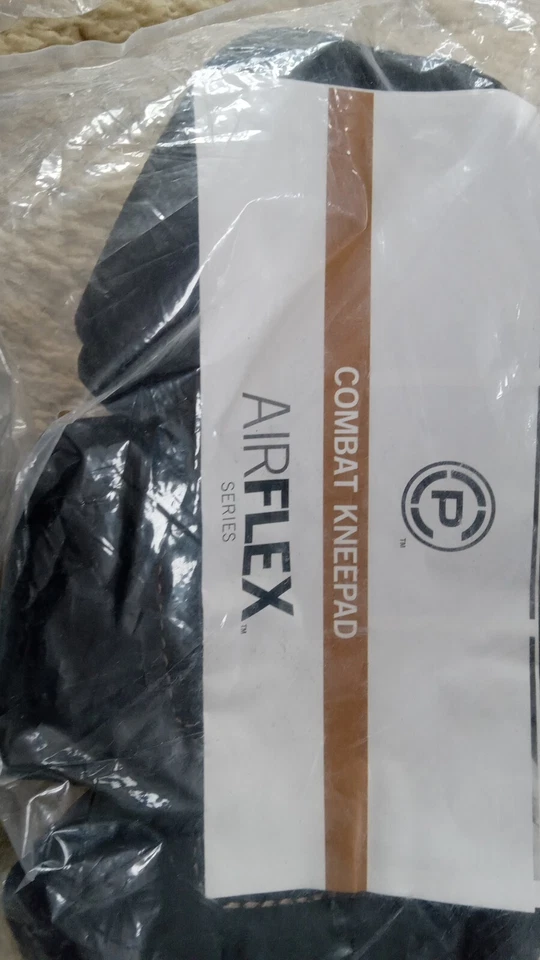 P
TM
COMBAT KNEEPAD
AIRFLEX
TM
SERIES